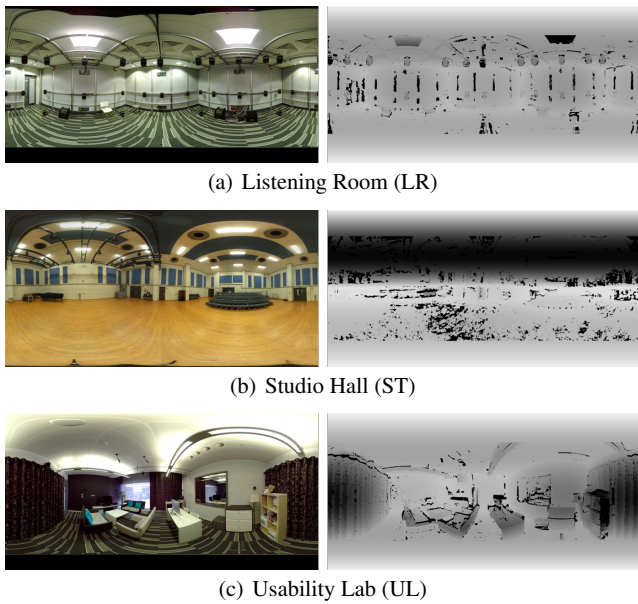 (a) Listening Room (LR)
(b) Studio Hall (ST)
(c) Usability Lab (UL)